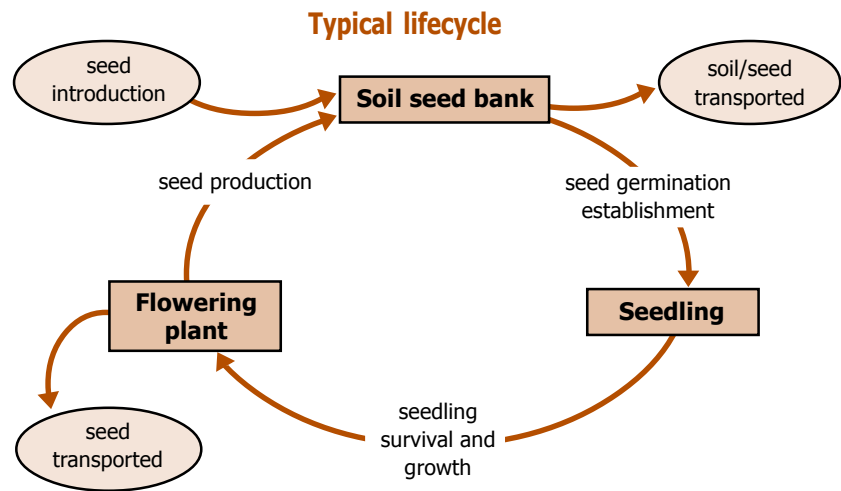 Typical lifecycle
seed
introduction
Soil seed bank
soil/seed
transported
seed production
seed germination
establishment
Flowering
plant
Seedling
seedling
survival and
growth
seed
transported